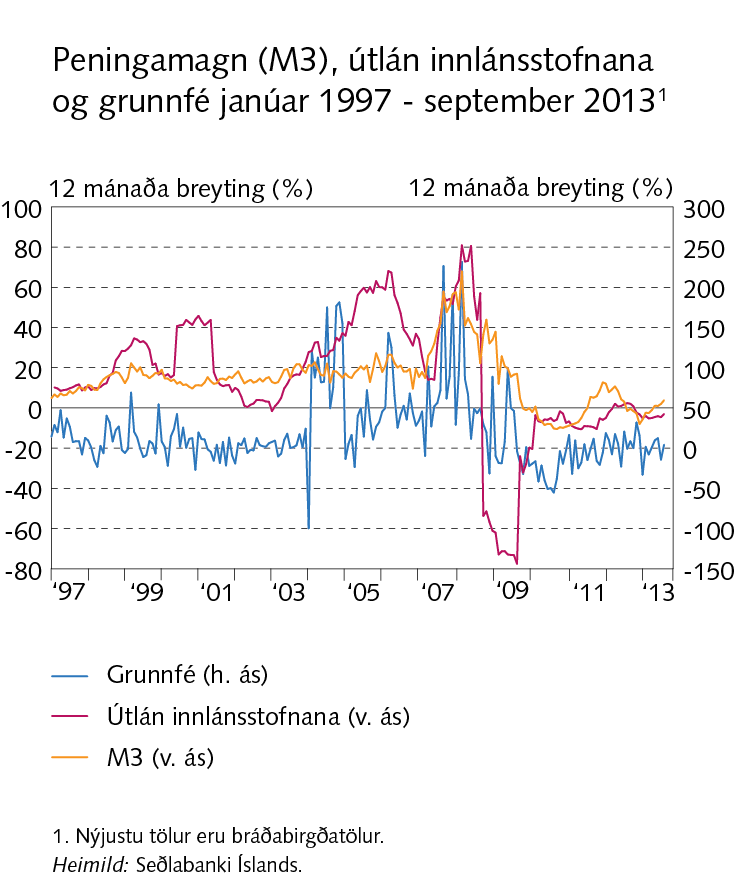 Peningamagn (M3), útlán innlánsstofnana
og grunnfé janúar 1997 - september 2013¹
12 mánaða breyting (%) 12 mánaða breyting (%)
100 300
80 250
60 200
40 150
20 100
0 50
-20 0
-40 -50
-60 -100
-80 -150
‘97 ‘99 ‘01 ‘03 ‘05 ‘07 ‘09 ‘11 ‘13
Grunnfé (h. ás)
Útlán innlánsstofnana (v. ás)
M3 (v. ás)
1. Nýjustu tölur eru bráðabirgðatölur.
Heimild: Seðlabanki Íslands.